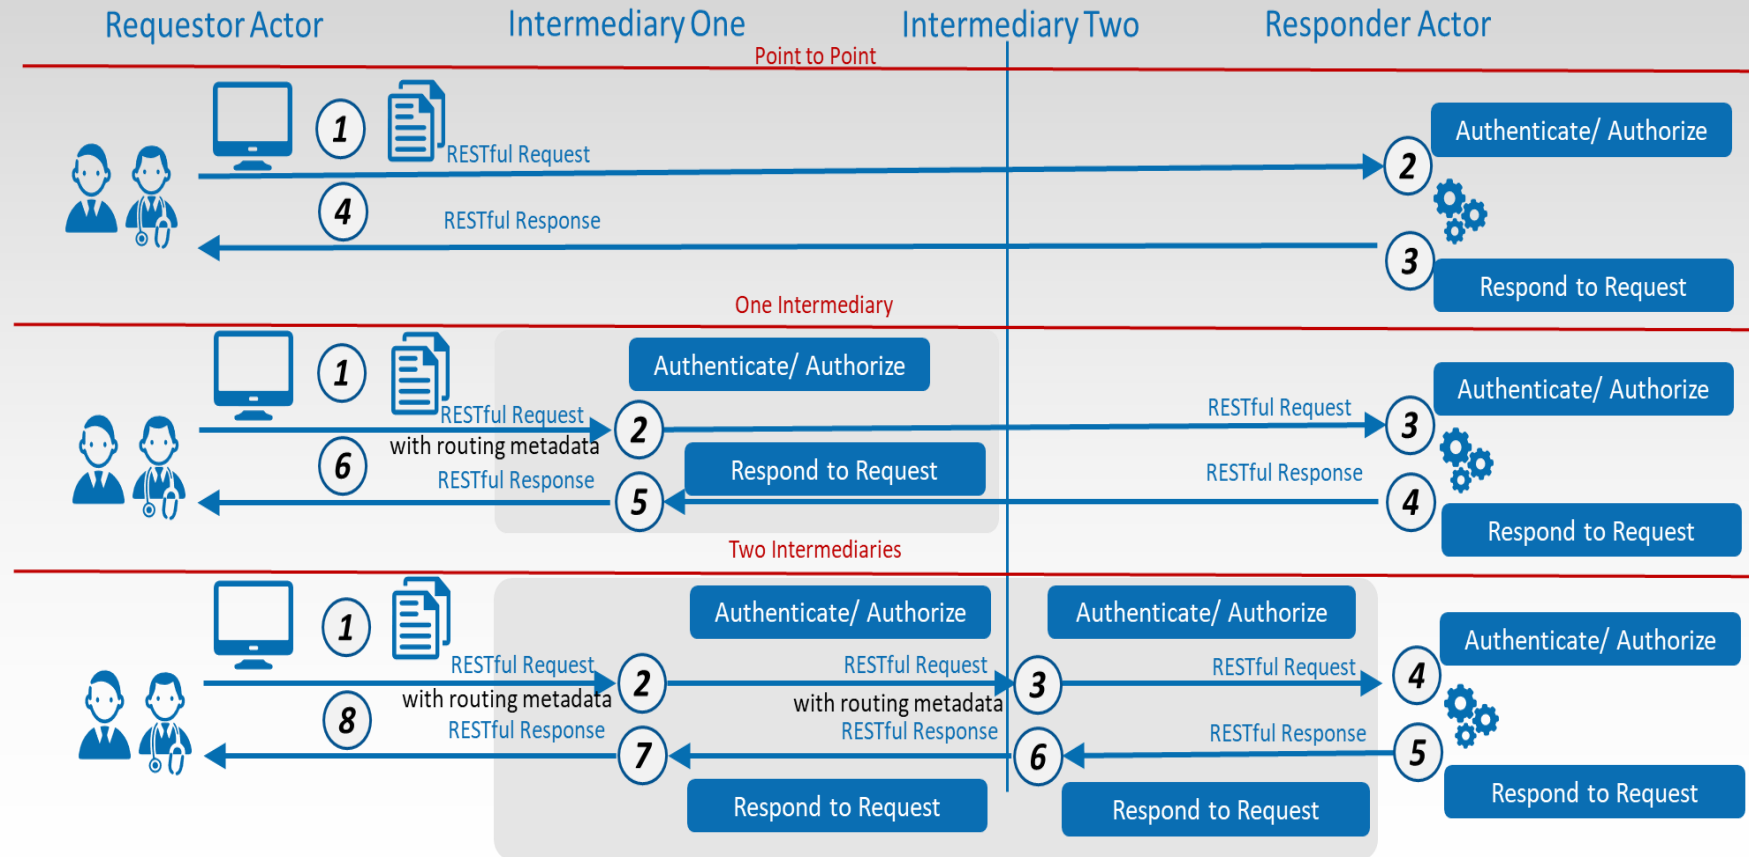 Requestor Actor
Intermediary One
Intermediary Two
Responder Actor
Point to Point
1
RESTful Request
2
Authenticate/ Authorize
4
RESTful Response
3
Respond to Request
One Intermediary
1
Authenticate/ Authorize
Authenticate/ Authorize
RESTful Request
with routing metadata
2
RESTful Request
3
6
RESTful Response
5
Respond to Request
RESTful Response
4
Respond to Request
Two Intermediaries
1
Authenticate/ Authorize
Authenticate/ Authorize
Authenticate/ Authorize
RESTful Request
with routing metadata
2
RESTful Request
with routing metadata
3
RESTful Request
4
8
RESTful Response
7
RESTful Response
6
RESTful Response
5
Respond to Request
Respond to Request
Respond to Request